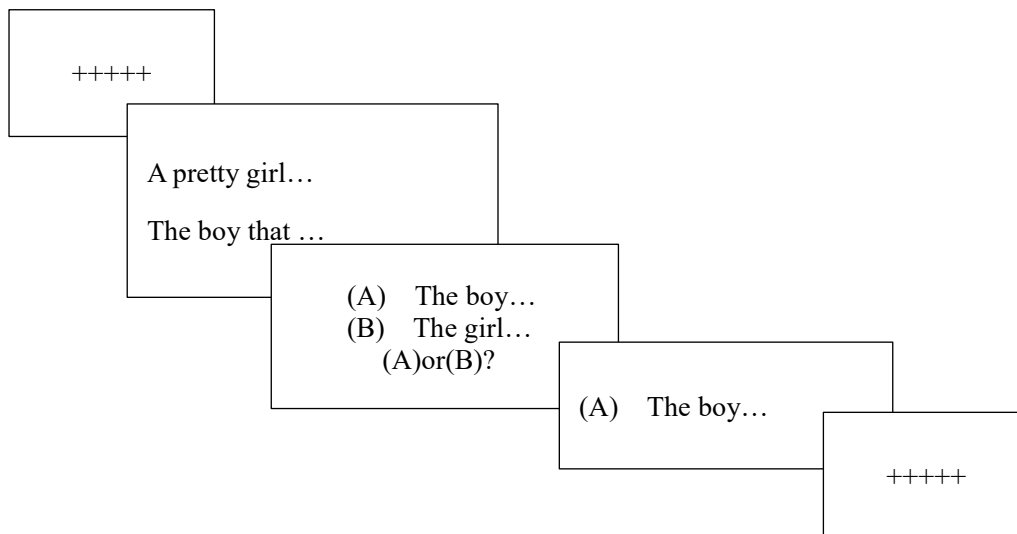 +++++
A pretty girl…
The boy that …
(A) The boy…
(B) The girl…
(A)or(B)?
(A) The boy…
+++++